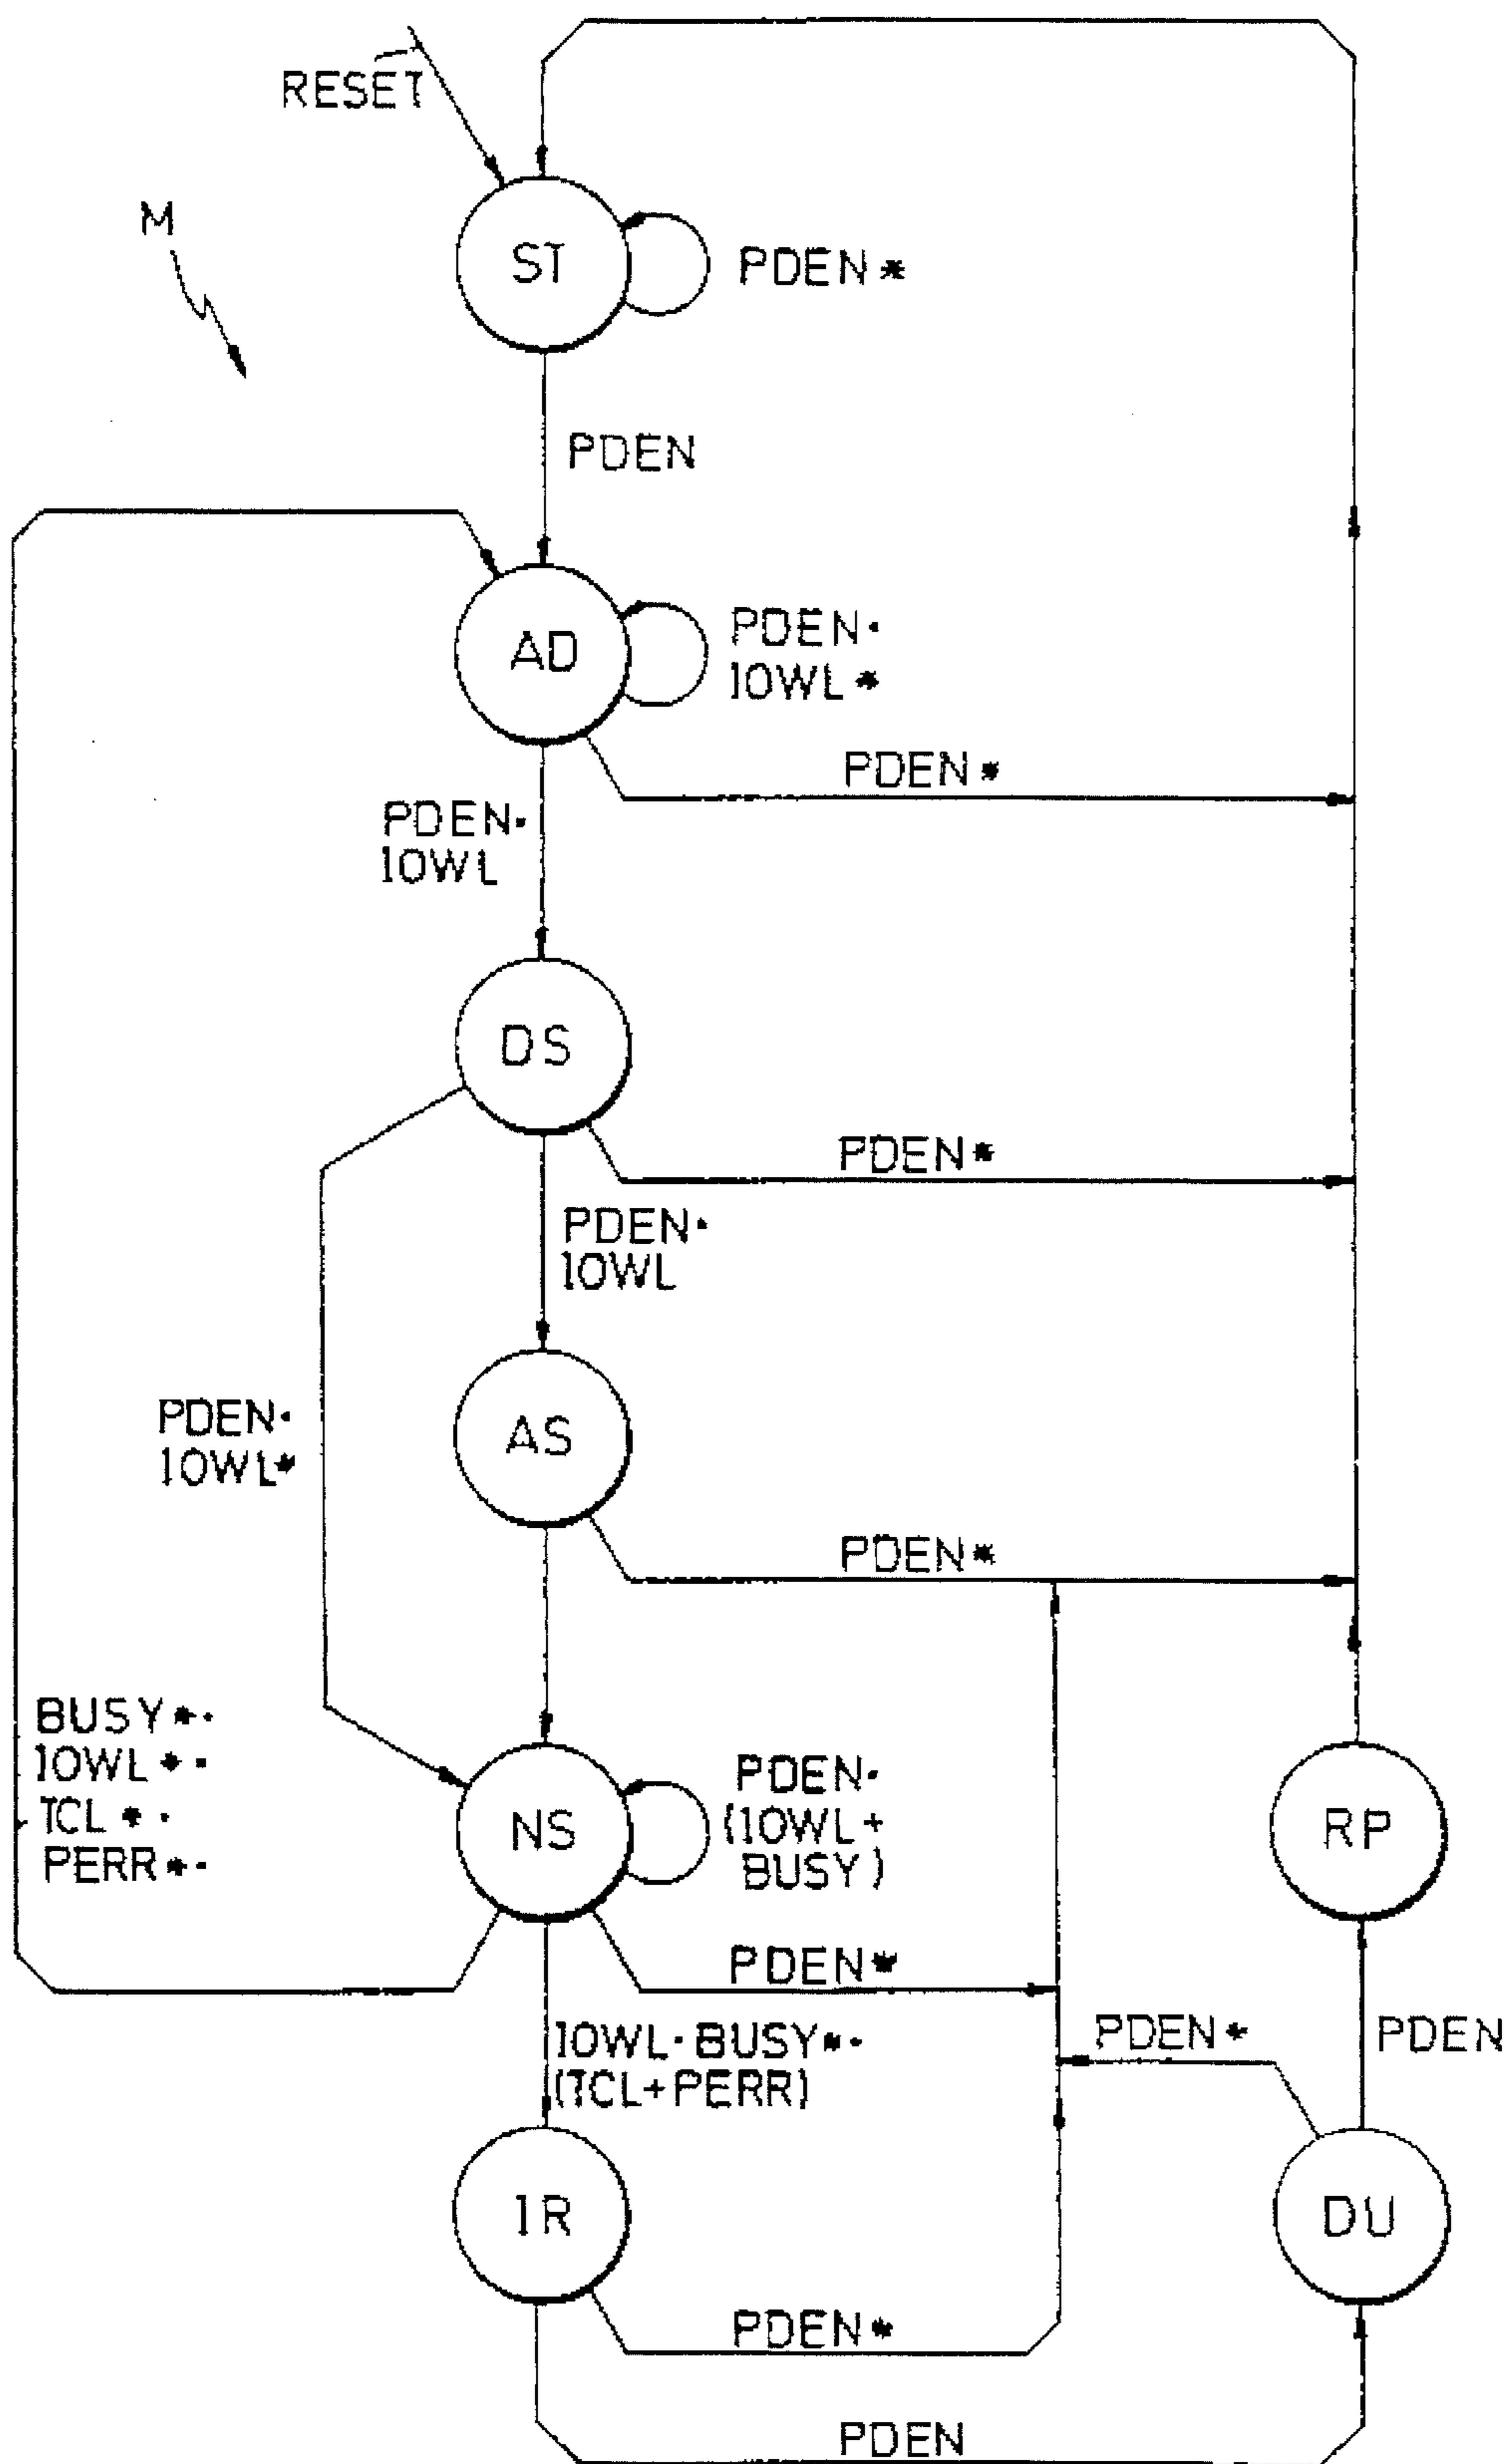 RESET
M
ST
PDEN*
PDEN
AD
PDEN·
IOWL*
PDEN*
PDEN·
IOWL
DS
PDEN*
PDEN·
IOWL
PDEN·
IOWL*
AS
PDEN*
BUSY*·
IOWL*·
TCL*·
PERR*·
NS
PDEN·
(IOWL+
BUSY)
RP
PDEN*
IOWL·BUSY*·
(TCL+PERR)
PDEN*
PDEN
IR
DU
PDEN*
PDEN